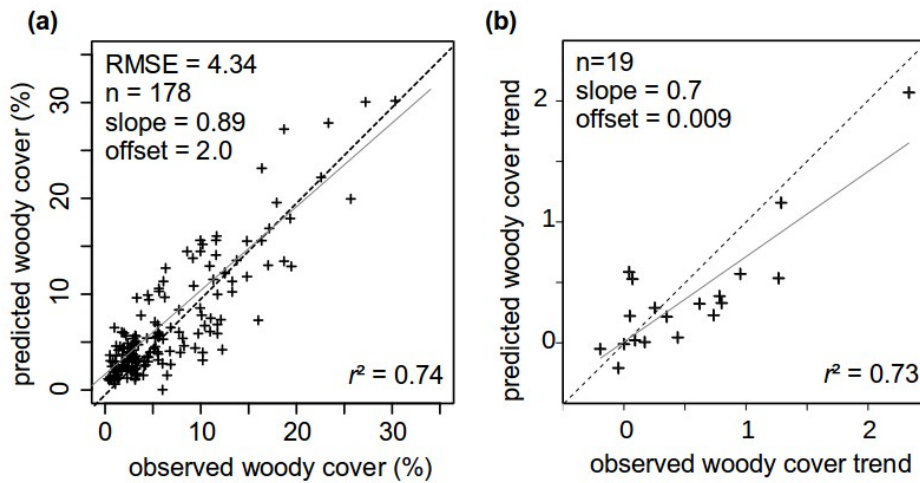 (a)
RMSE = 4.34
n = 178
slope = 0.89
offset = 2.0
r² = 0.74
predicted woody cover (%)
0
10
20
30
0
10
20
30
observed woody cover (%)
(b)
n=19
slope = 0.7
offset = 0.009
r² = 0.73
predicted woody cover trend
2
1
0
0
1
2
observed woody cover trend